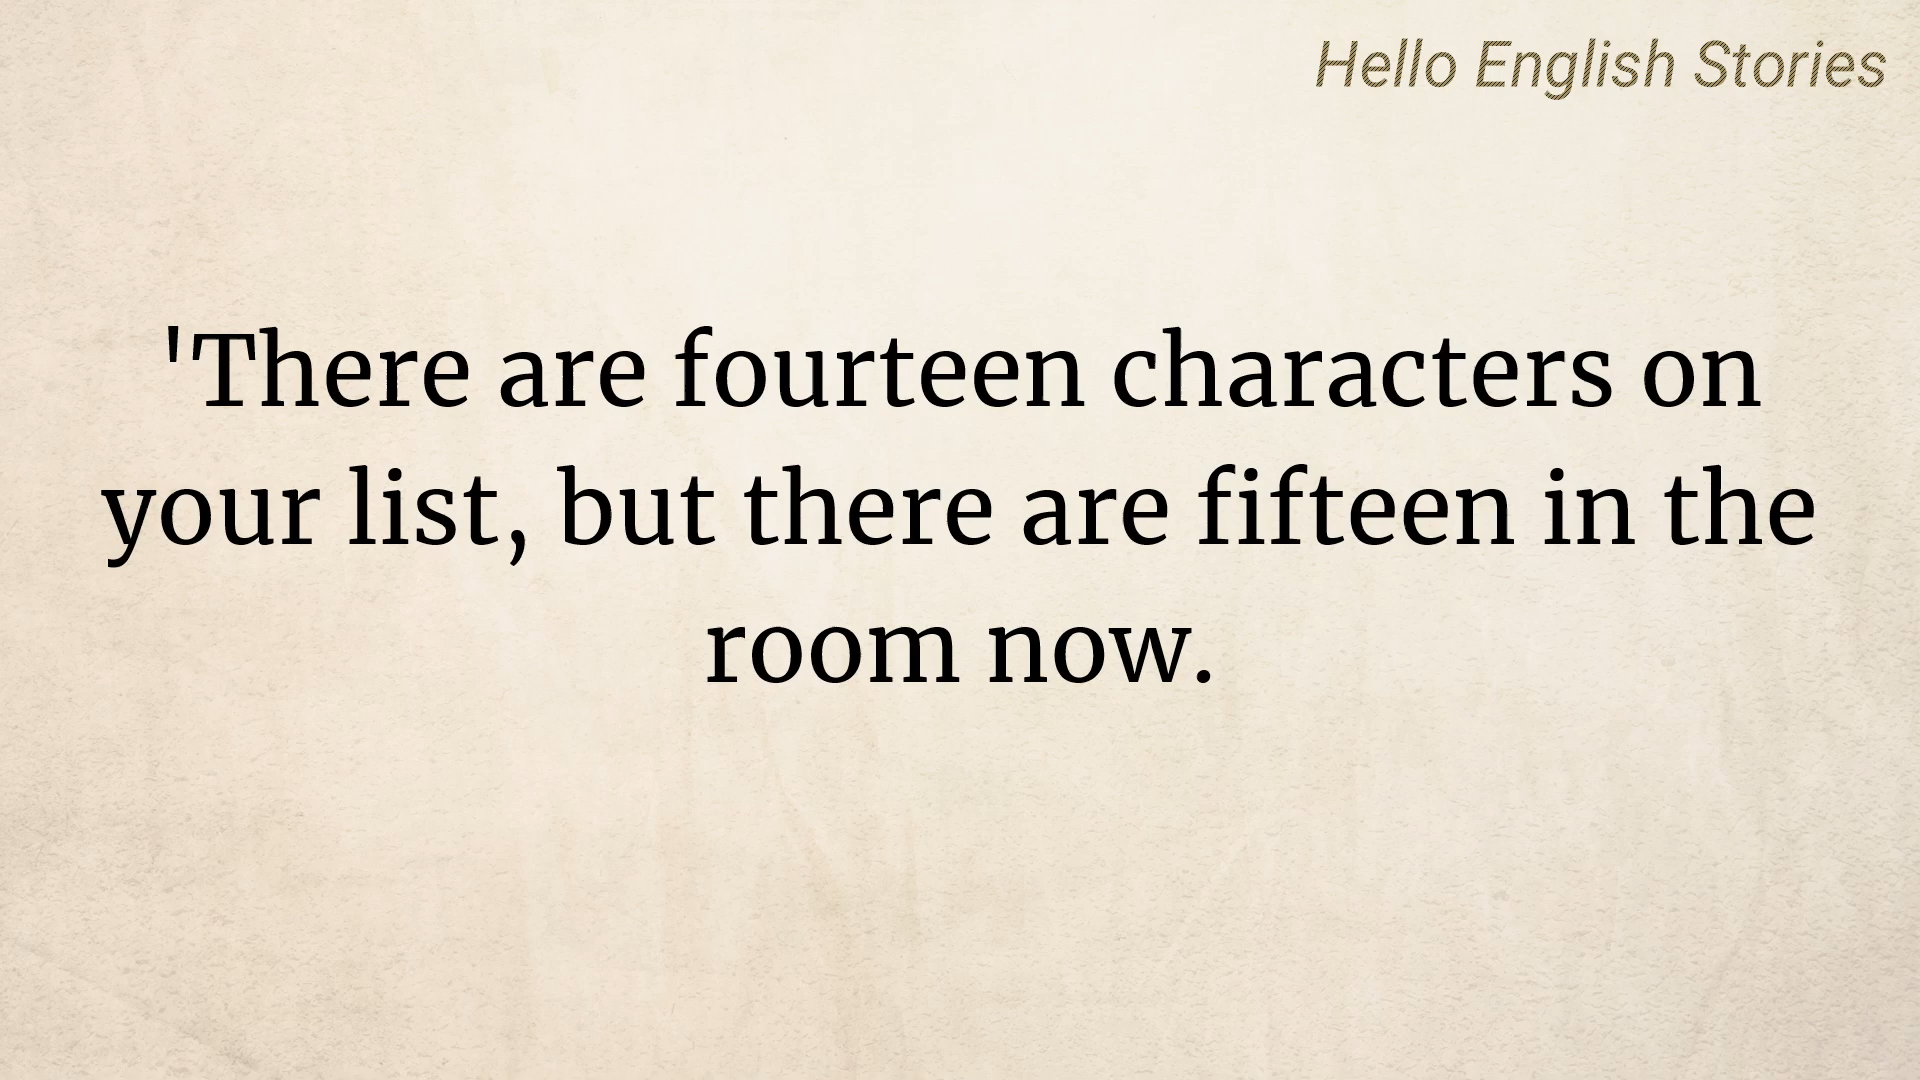 Hello English Stories
'There are fourteen characters on
your list, but there are fifteen in the
room now.